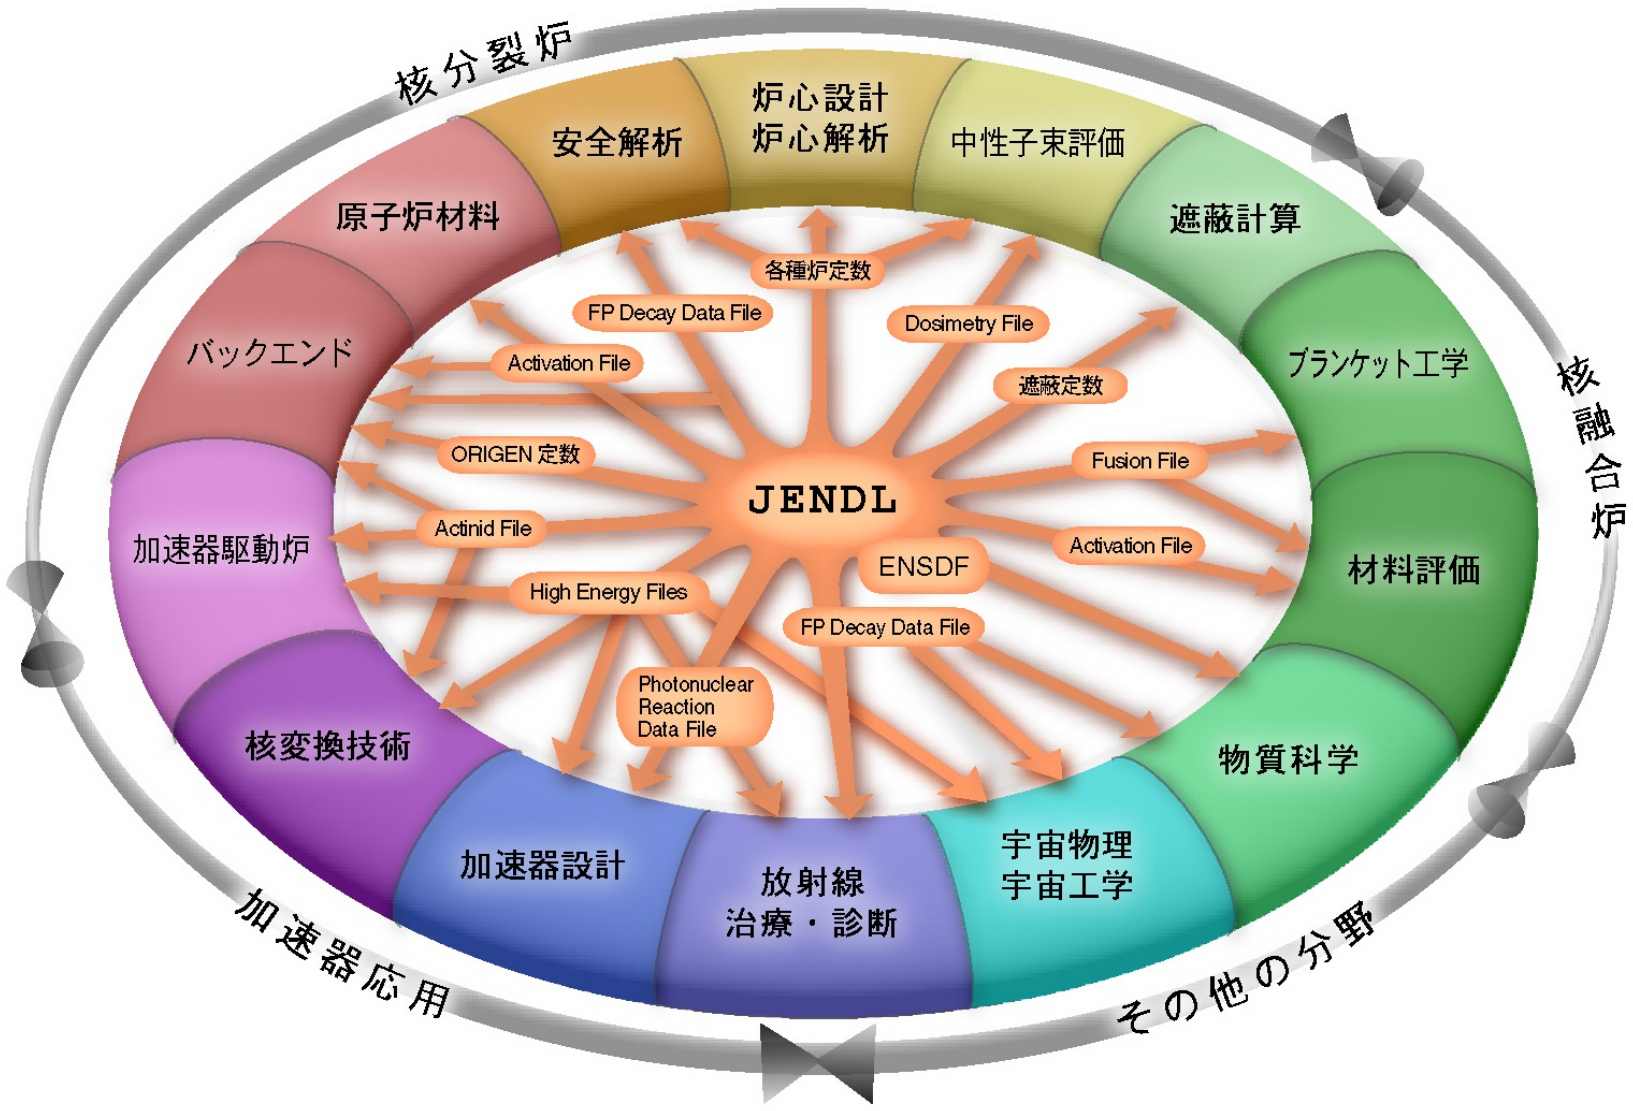 核分裂炉
炉心設計
炉心解析
安全解析
中性子束評価
原子炉材料
遮蔽計算
各種炉定数
FP Decay Data File
Dosimetry File
バックエンド
Activation File
遮蔽定数
ブランケット工学
核融合炉
ORIGEN 定数
Fusion File
JENDL
加速器駆動炉
Actinid File
Activation File
材料評価
ENSDF
High Energy Files
FP Decay Data File
Photonuclear
Reaction
Data File
核変換技術
物質科学
加速器設計
放射線
治療・診断
宇宙物理
宇宙工学
加速器応用
その他の分野